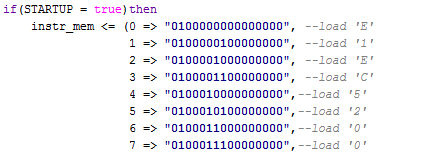 if(STARTUP = true)then
instr_mem <= (0 => "0100000000000000", --load 'E'
1 => "0100000100000000", --load '1'
2 => "0100001000000000", --load 'E'
3 => "0100001100000000", --load 'C'
4 => "0100010000000000",--load '5'
5 => "0100010100000000",--load '2'
6 => "0100011000000000",--load '0'
7 => "0100011100000000",--load '0'